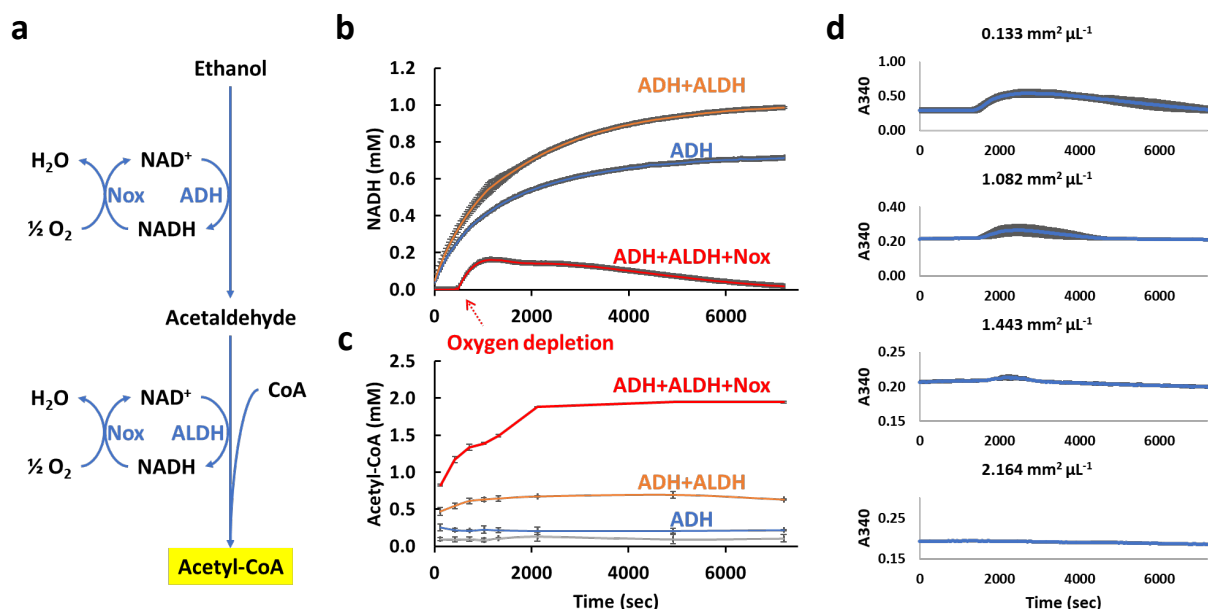 a
Ethanol
H₂O
NAD⁺
Nox
ADH
½ O₂
NADH
Acetaldehyde
CoA
H₂O
NAD⁺
Nox
ALDH
½ O₂
NADH
Acetyl-CoA
b
1.2
1.0
0.8
0.6
0.4
0.2
0.0
NADH (mM)
ADH+ALDH
ADH
ADH+ALDH+Nox
0
2000
4000
6000
Oxygen depletion
c
2.5
2.0
1.5
1.0
0.5
0.0
Acetyl-CoA (mM)
ADH+ALDH+Nox
ADH+ALDH
ADH
0
2000
4000
6000
Time (sec)
d
0.133 mm² µL⁻¹
1.00
0.50
0.00
A340
0
2000
4000
6000
1.082 mm² µL⁻¹
0.40
0.20
0.00
A340
0
2000
4000
6000
1.443 mm² µL⁻¹
0.25
0.20
0.15
A340
0
2000
4000
6000
2.164 mm² µL⁻¹
0.25
0.15
A340
0
2000
4000
6000
Time (sec)